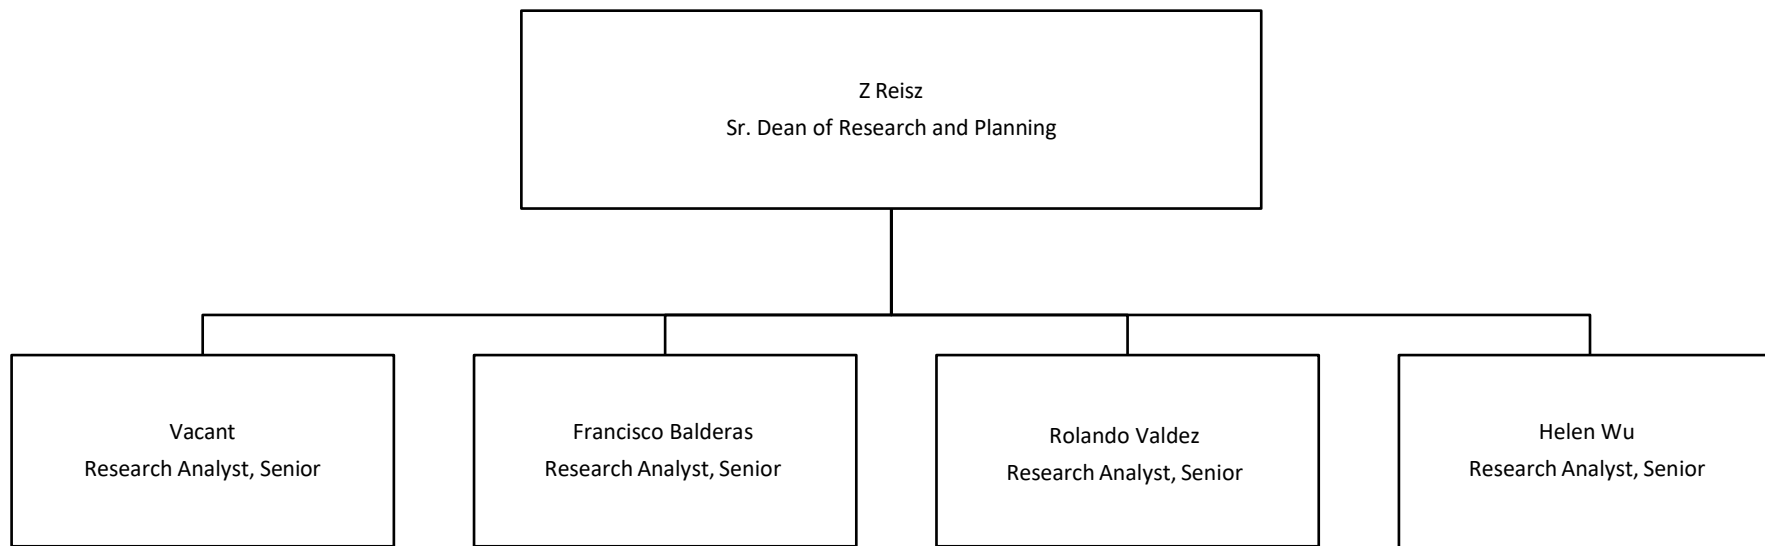 Z Reisz
Sr. Dean of Research and Planning
Vacant
Research Analyst, Senior
Francisco Balderas
Research Analyst, Senior
Rolando Valdez
Research Analyst, Senior
Helen Wu
Research Analyst, Senior